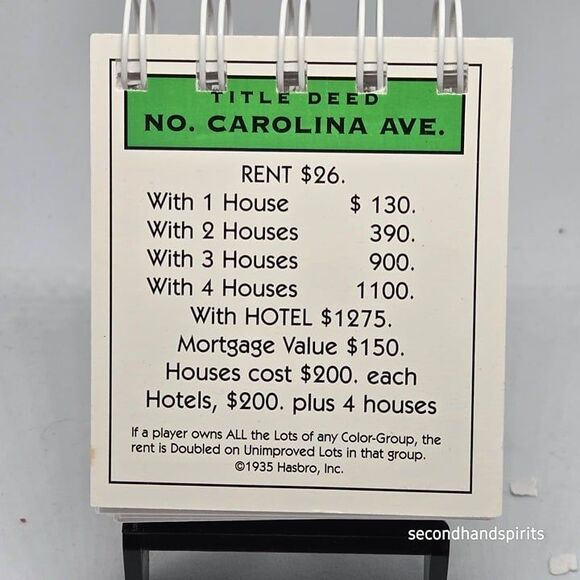 TITLE DEED
NO. CAROLINA AVE.
RENT $26.
With 1 House $ 130.
With 2 Houses 390.
With 3 Houses 900.
With 4 Houses 1100.
With HOTEL $1275.
Mortgage Value $150.
Houses cost $200. each
Hotels, $200. plus 4 houses
If a player owns ALL the Lots of any Color-Group, the
rent is Doubled on Unimproved Lots in that group.
©1935 Hasbro, Inc.
secondhandspirits